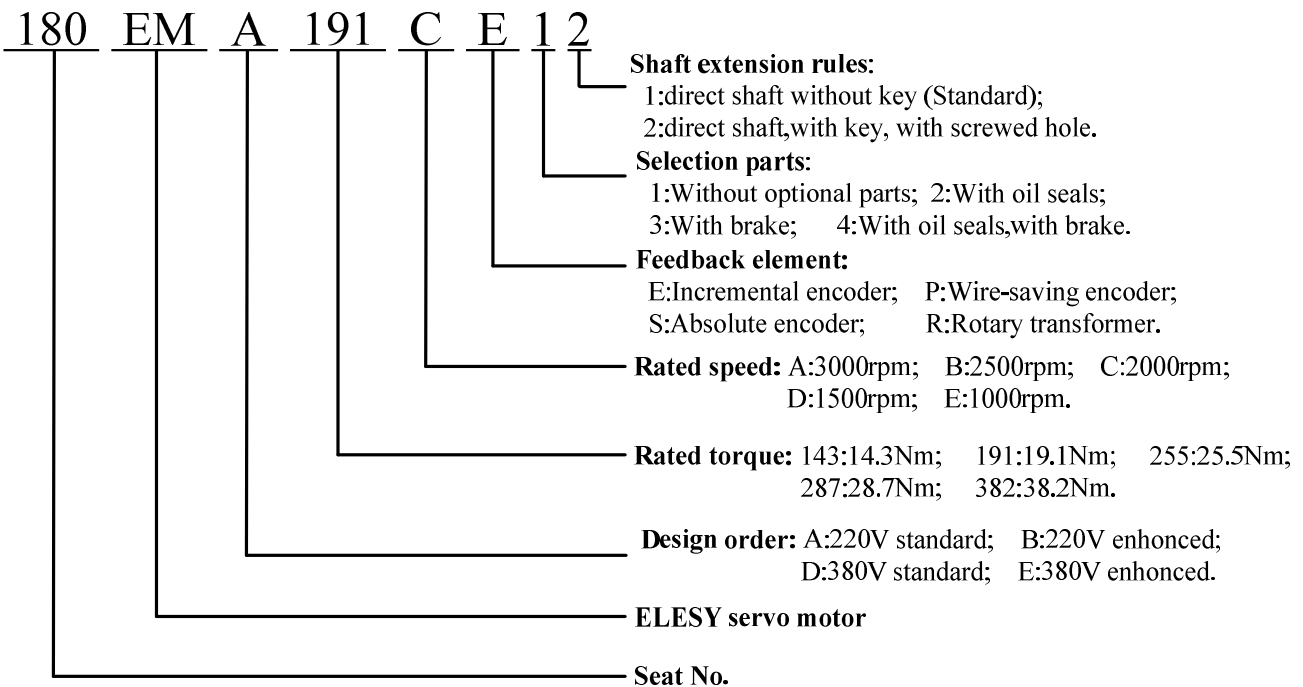 180 EM A 191 C E 1 2
Shaft extension rules:
1:direct shaft without key (Standard);
2:direct shaft,with key, with screwed hole.
Selection parts:
1:Without optional parts; 2:With oil seals;
3:With brake; 4:With oil seals,with brake.
Feedback element:
E:Incremental encoder; P:Wire-saving encoder;
S:Absolute encoder; R:Rotary transformer.
Rated speed: A:3000rpm; B:2500rpm; C:2000rpm;
D:1500rpm; E:1000rpm.
Rated torque: 143:14.3Nm; 191:19.1Nm; 255:25.5Nm;
287:28.7Nm; 382:38.2Nm.
Design order: A:220V standard; B:220V enhonced;
D:380V standard; E:380V enhonced.
ELESY servo motor
Seat No.